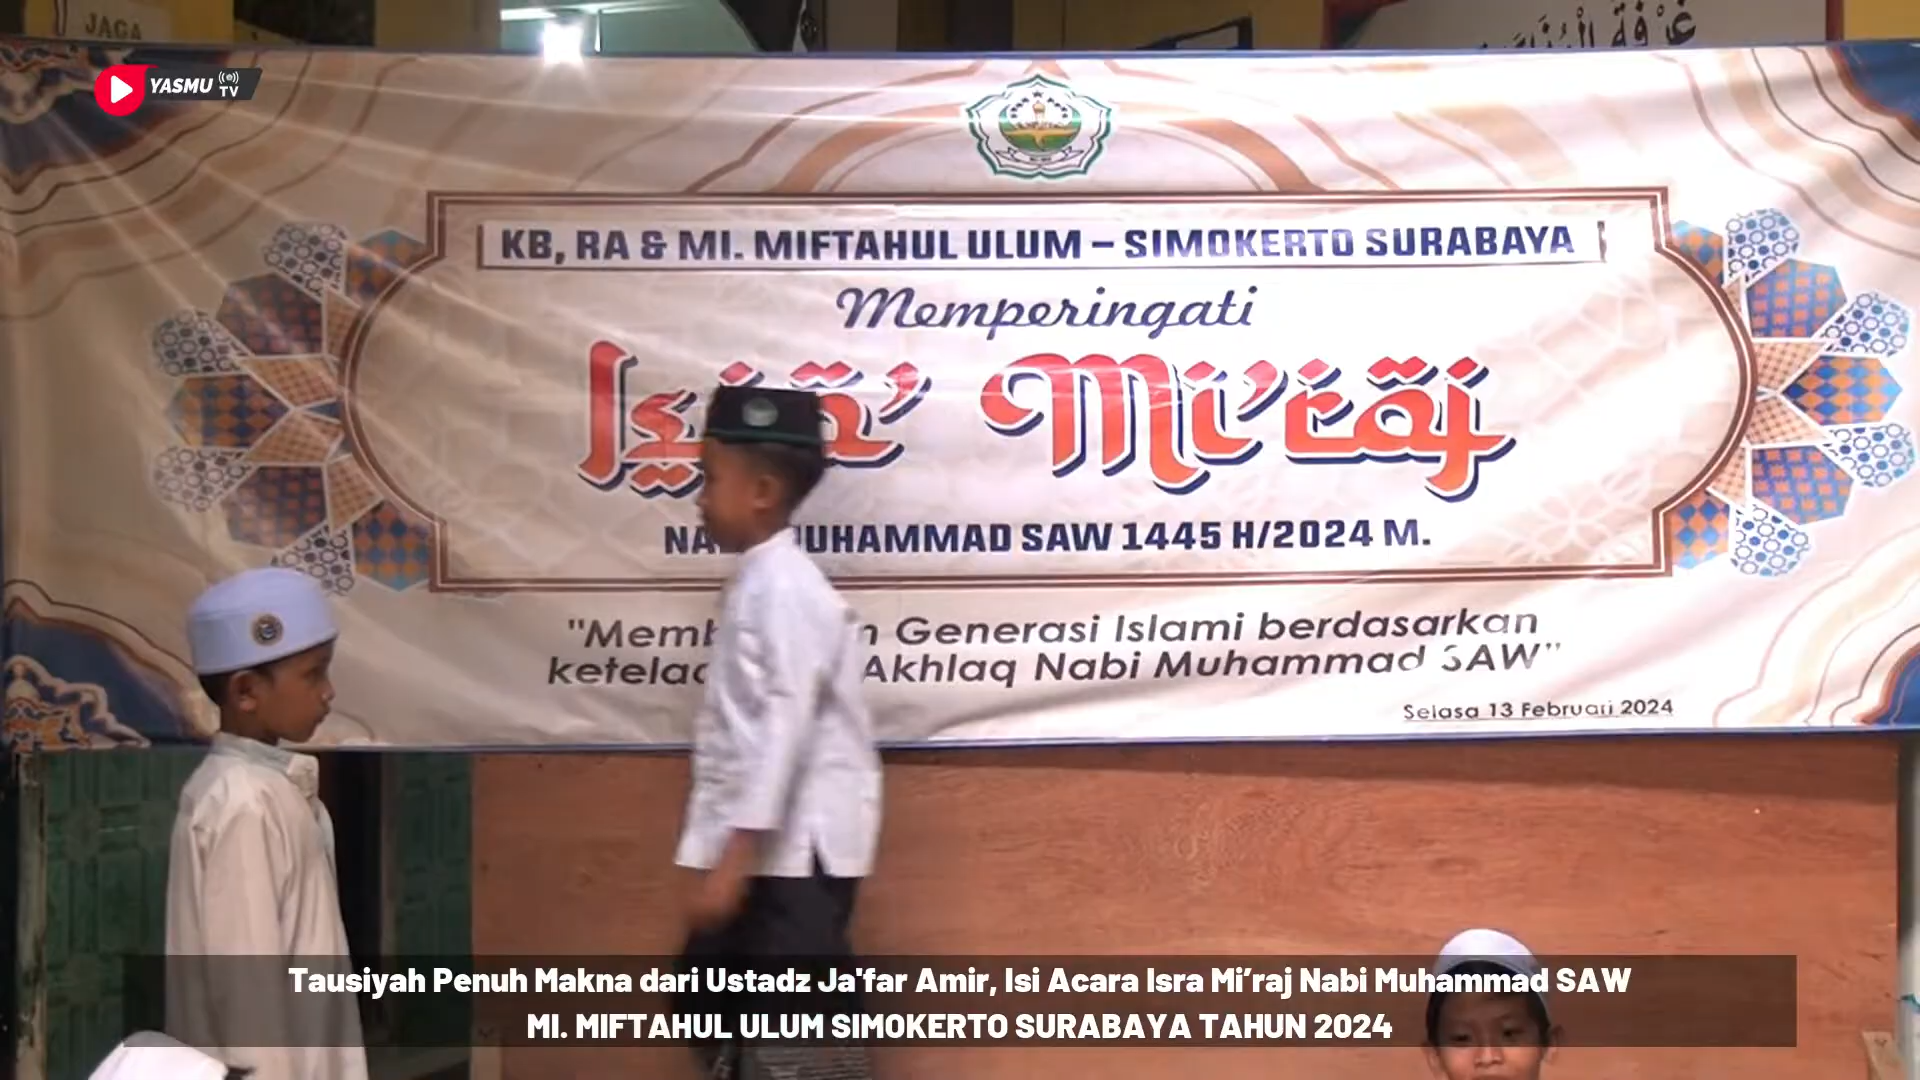 JAGA
YASMU TV
KB, RA & MI. MIFTAHUL ULUM – SIMOKERTO SURABAYA
Memperingati
Isra' Mi'raj
MUHAMMAD SAW 1445 H/2024 M.
Generasi Islami berdasarkan
Akhlaq Nabi Muhammad SAW”
Selasa 13 Februari 2024
Tausiyah Penuh Makna dari Ustadz Ja'far Amir, Isi Acara Isra Mi’raj Nabi Muhammad SAW
MI. MIFTAHUL ULUM SIMOKERTO SURABAYA TAHUN 2024